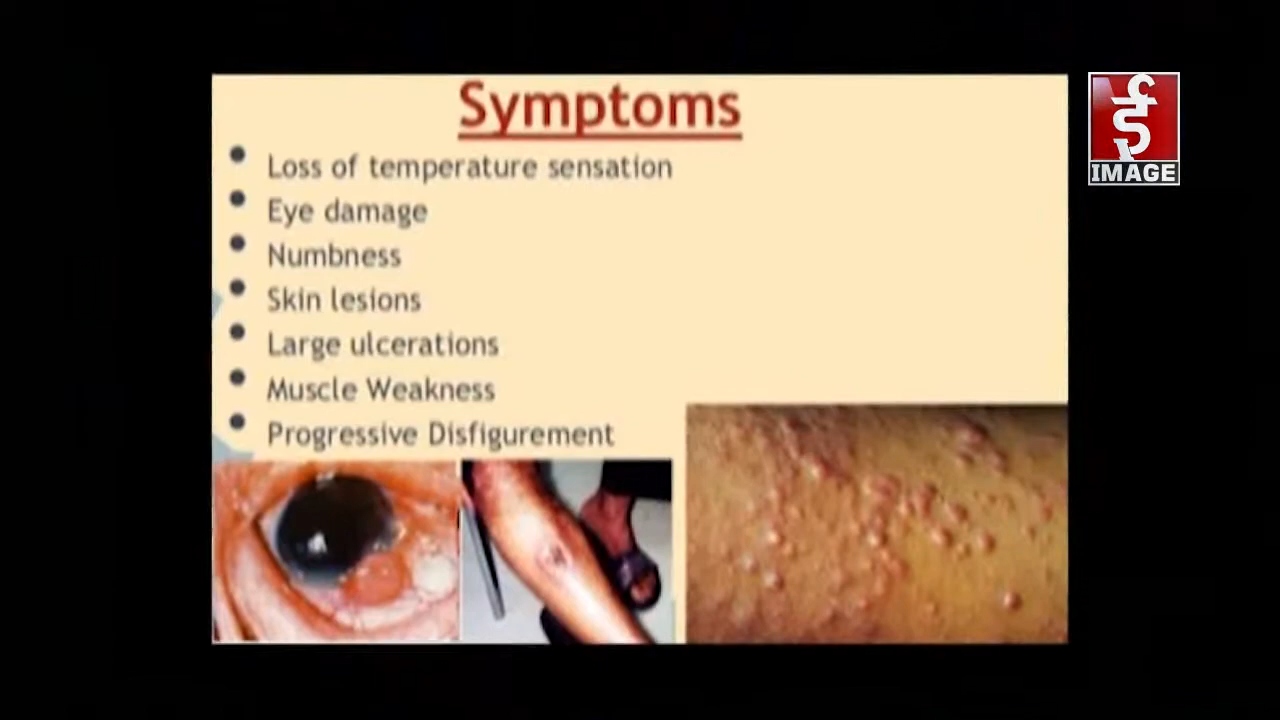 Symptoms
Loss of temperature sensation
Eye damage
Numbness
Skin lesions
Large ulcerations
Muscle Weakness
Progressive Disfigurement
IMAGE